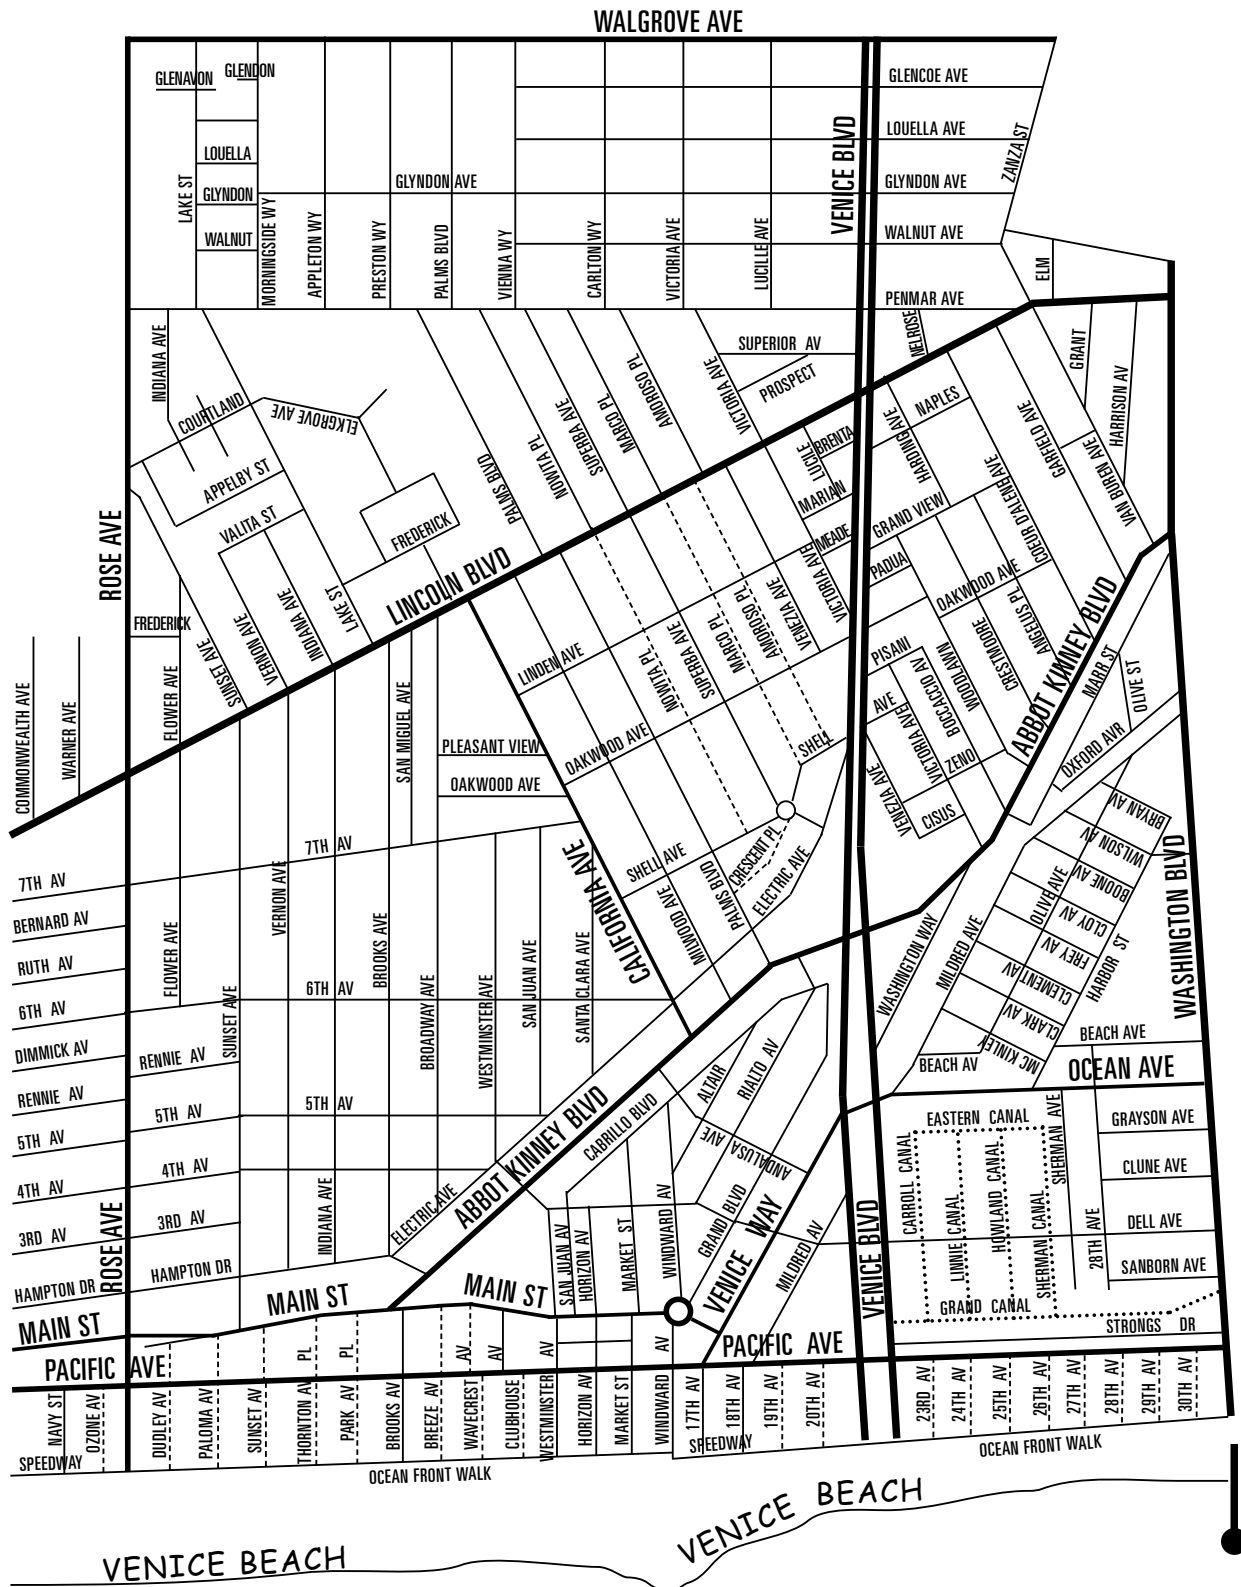 WALGROVE AVE
GLENAVON
GLENDON
GLENCOE AVE
LOUELLA AVE
VENICE BLVD
ZANZA ST
LOUELLA
LAKE ST
GLYNDON
GLYNDON AVE
GLYNDON AVE
WALNUT
WALNUT AVE
MORNINGSIDE WY
APPLETON WY
PRESTON WY
PALMS BLVD
VIENNA WY
CARLTON WY
VICTORIA AVE
LUCILLE AVE
ELM
PENMAR AVE
INDIANA AVE
NELROSE
GRANT
SUPERIOR AV
PROSPECT
HARRISON AV
COURTLAND
ELKGROVE AVE
AMOROSO PL
VICTORIA AVE
MARCO PL
SUPERBA AVE
NOWITA PL
PALMS BLVD
NAPLES
HARDING AVE
GARFIELD AVE
VAN BUREN AVE
BRENTA
LUCILE
MARIAN
MEADE
GRAND VIEW
COEUR D'ALENE AVE
APPELBY ST
VALITA ST
FREDERICK
ROSE AVE
LINCOLN BLVD
PADUA
OAKWOOD AVE
VICTORIA AVE
VENEZIA AVE
AMOROSO PL
MARCO PL
SUPERBA AVE
NOWITA PL
LINDEN AVE
OAKWOOD AVE
FREDERICK
SUNSET AVE
VERNON AVE
INDIANA AVE
LAKE ST
COMMONWEALTH AVE
WARNER AVE
FLOWER AVE
SAN MIGUEL AVE
PLEASANT VIEW
OAKWOOD AVE
PISANI
AVE
VICTORIA AVE
BOCCACCIO AV
WOODLAWN
CRESTMOORE
ANGELUS PL
ABBOT KINNEY BLVD
MARR ST
OLIVE ST
OXFORD AVR
ZENO
CISUS
VENEZIA AVE
SHELL
SHELL AVE
CRESCENT PL
ELECTRIC AVE
PALMS BLVD
MILWOOD AVE
CALIFORNIA AVE
7TH AV
7TH AV
BERNARD AV
RUTH AV
6TH AV
DIMMICK AV
RENNIE AV
5TH AV
4TH AV
3RD AV
HAMPTON DR
VERNON AVE
FLOWER AVE
SUNSET AVE
BROOKS AVE
BROADWAY AVE
WESTMINSTER AVE
SAN JUAN AVE
SANTA CLARA AVE
6TH AV
RENNIE AV
5TH AV
5TH AV
4TH AV
3RD AV
HAMPTON DR
ROSE AVE
INDIANA AVE
ELECTRIC AVE
ABBOT KINNEY BLVD
CABRILLO BLVD
ALTAIR
RIALTO AV
ANDALUSA AVE
GRAND BLVD
VENICE WAY
MILDRED AV
WASHINGTON WAY
MILDRED AVE
OLIVE AVE
BRYAN AV
WILSON AV
BOONE AV
CLOY AV
FREY AV
CLEMENT AV
CLARK AV
MC KINLEY
HARBOR ST
WASHINGTON BLVD
BEACH AV
BEACH AVE
OCEAN AVE
EASTERN CANAL
CARROLL CANAL
LINNIE CANAL
HOWLAND CANAL
SHERMAN CANAL
GRAND CANAL
SHERMAN AVE
28TH AVE
GRAYSON AVE
CLUNE AVE
DELL AVE
SANBORN AVE
STRONGS DR
VENICE BLVD
SAN JUAN AV
HORIZON AV
MARKET ST
WINDWARD AV
MAIN ST
MAIN ST
MAIN ST
PACIFIC AVE
PACIFIC AVE
NAVY ST
OZONE AV
DUDLEY AV
PALOMA AV
SUNSET AV
THORNTON AV PL
PARK AV PL
BROOKS AV
BREEZE AV
WAVECREST AV
CLUBHOUSE AV
WESTMINSTER AV
HORIZON AV
MARKET ST
WINDWARD AV
17TH AV
18TH AV
19TH AV
20TH AV
23RD AV
24TH AV
25TH AV
26TH AV
27TH AV
28TH AV
29TH AV
30TH AV
SPEEDWAY
SPEEDWAY
OCEAN FRONT WALK
OCEAN FRONT WALK
VENICE BEACH
VENICE BEACH